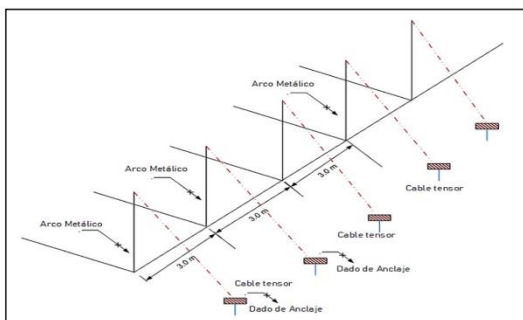 Arco Metálico
Arco Metálico
Arco Metálico
3.0 m
3.0 m
3.0 m
Cable tensor
Cable tensor
Dado de Anclaje
Cable tensor
Dado de Anclaje